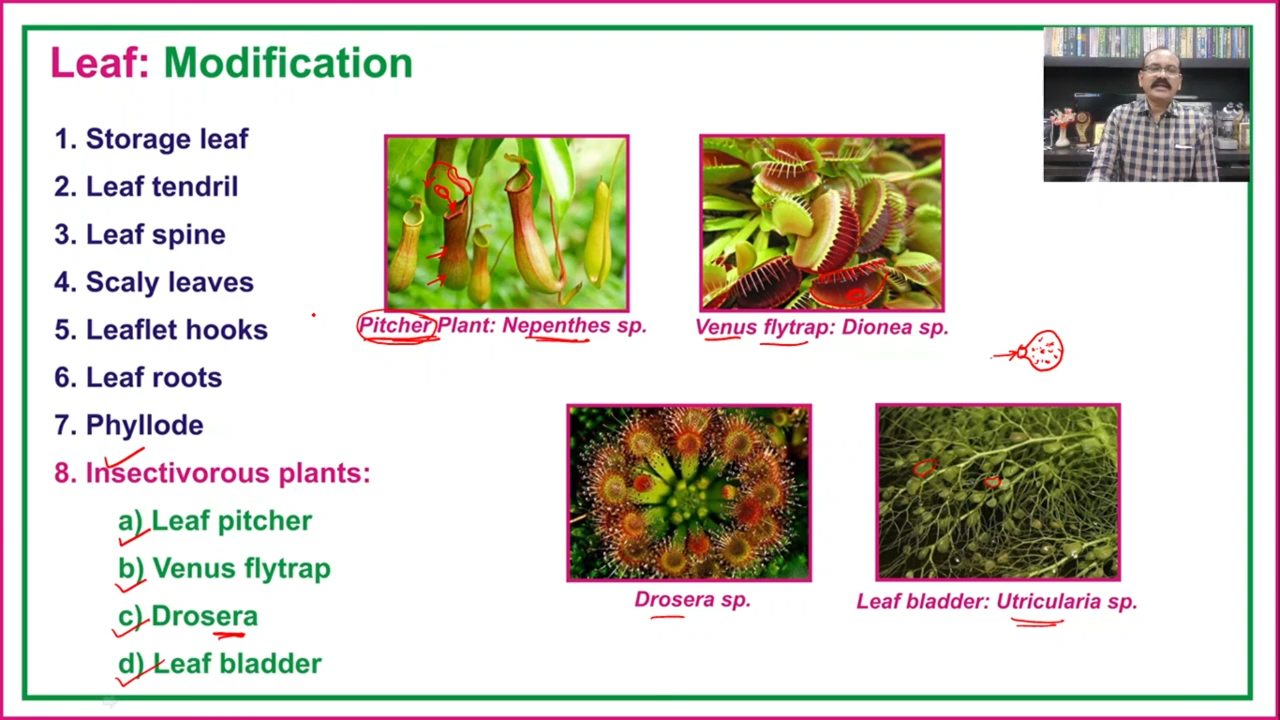 Leaf: Modification
1. Storage leaf
2. Leaf tendril
3. Leaf spine
4. Scaly leaves
5. Leaflet hooks
6. Leaf roots
7. Phyllode
8. Insectivorous plants:
a) Leaf pitcher
b) Venus flytrap
c) Drosera
d) Leaf bladder
Pitcher Plant: Nepenthes sp.
Venus flytrap: Dionea sp.
Drosera sp.
Leaf bladder: Utricularia sp.